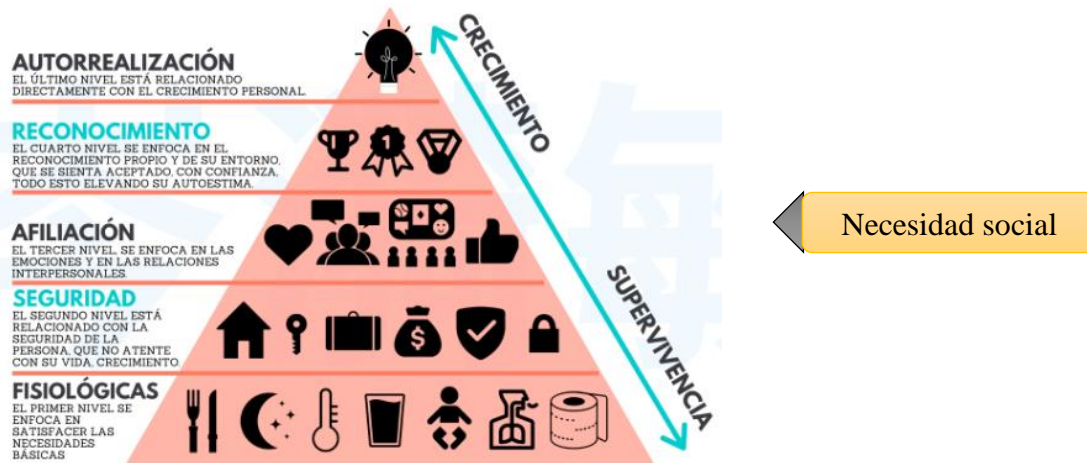 AUTORREALIZACIÓN
EL ÚLTIMO NIVEL ESTÁ RELACIONADO
DIRECTAMENTE CON EL CRECIMIENTO PERSONAL.
RECONOCIMIENTO
EL CUARTO NIVEL SE ENFOCA EN EL
RECONOCIMIENTO PROPIO Y DE SU ENTORNO,
QUE SE SIENTA ACEPTADO, CON CONFIANZA,
TODO ESTO ELEVANDO SU AUTOESTIMA.
AFILIACIÓN
EL TERCER NIVEL SE ENFOCA EN LAS
EMOCIONES Y EN LAS RELACIONES
INTERPERSONALES.
SEGURIDAD
EL SEGUNDO NIVEL ESTÁ
RELACIONADO CON LA
SEGURIDAD DE LA
PERSONA, QUE NO ATENTE
CON SU VIDA, CRECIMIENTO.
FISIOLÓGICAS
EL PRIMER NIVEL SE
ENFOCA EN
SATISFACER LAS
NECESIDADES
BÁSICAS
1
$
CRECIMIENTO
SUPERVIVENCIA
Necesidad social